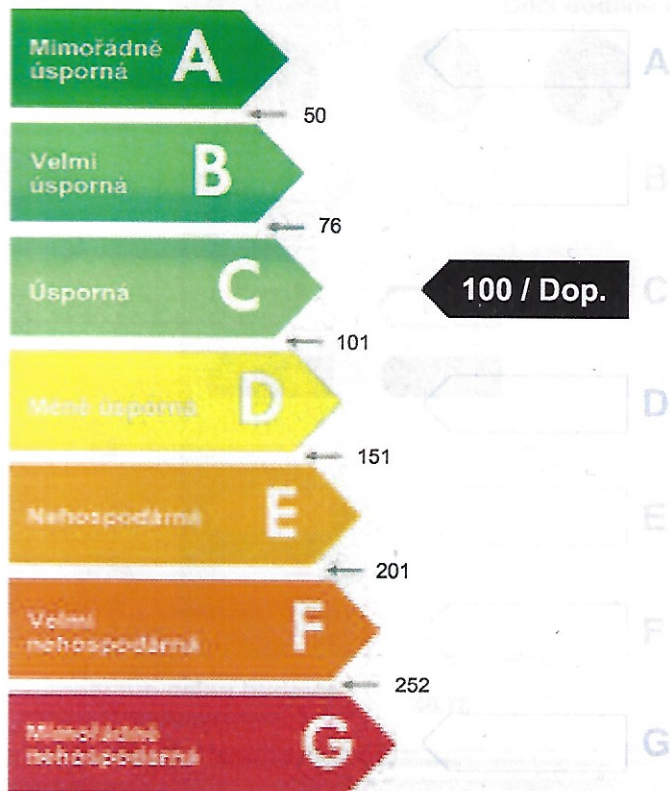 Mimořádně
úsporná
A
A
50
Velmi
úsporná
B
B
76
Úsporná
C
100 / Dop.
C
101
Méně úsporná
D
D
151
Nehospodárná
E
E
201
Velmi
nehospodárná
F
F
252
Mimořádně
nehospodárná
G
G